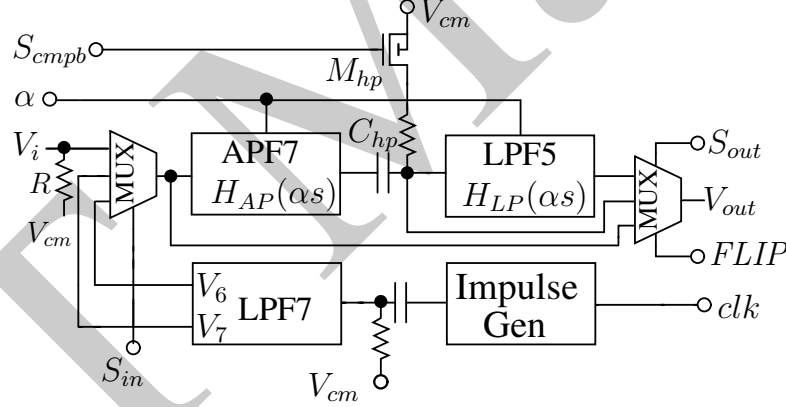 V_cm
S_cmpb
M_hp
α
C_hp
V_i
MUX
APF7
H_AP(αs)
LPF5
H_LP(αs)
S_out
R
MUX
V_out
V_cm
FLIP
V_6
LPF7
V_7
Impulse
Gen
clk
S_in
V_cm